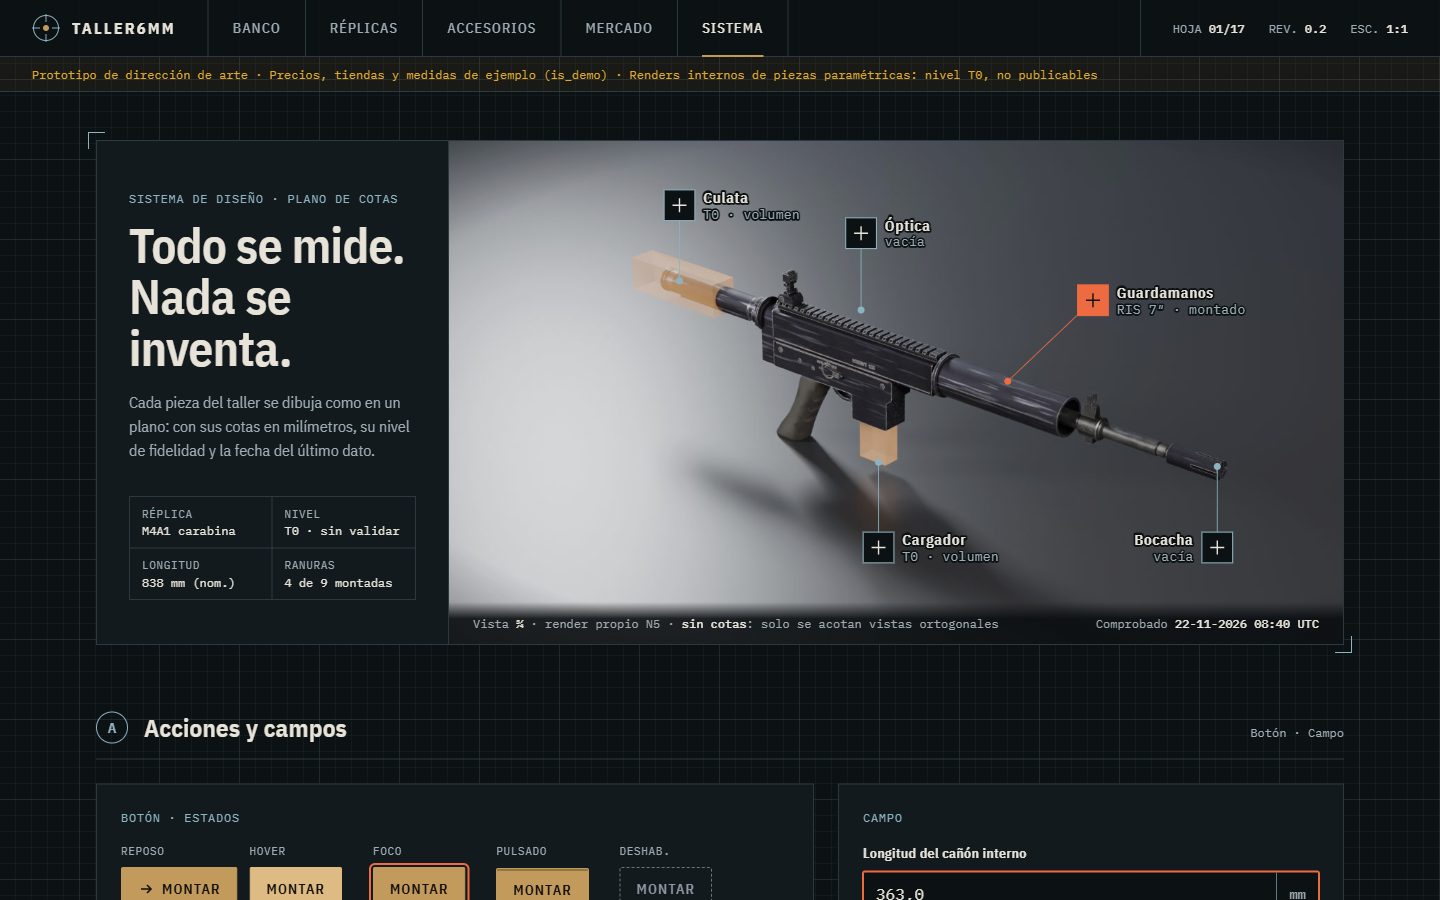 TALLER6MM
BANCO
RÉPLICAS
ACCESORIOS
MERCADO
SISTEMA
HOJA 01/17
REV. 0.2
ESC. 1:1
Prototipo de dirección de arte · Precios, tiendas y medidas de ejemplo (is_demo) · Renders internos de piezas paramétricas: nivel T0, no publicables
SISTEMA DE DISEÑO · PLANO DE COTAS
Todo se mide.
Nada se
inventa.
Cada pieza del taller se dibuja como en un
plano: con sus cotas en milímetros, su nivel
de fidelidad y la fecha del último dato.
RÉPLICA
M4A1 carabina
NIVEL
T0 · sin validar
LONGITUD
838 mm (nom.)
RANURAS
4 de 9 montadas
Culata
T0 · volumen
Óptica
vacía
Guardamanos
RIS 7" · montado
Cargador
T0 · volumen
Bocacha
vacía
Vista ¾ · render propio N5 · sin cotas: solo se acotan vistas ortogonales
Comprobado 22-11-2026 08:40 UTC
A
Acciones y campos
Botón · Campo
BOTÓN · ESTADOS
REPOSO
HOVER
FOCO
PULSADO
DESHAB.
→ MONTAR
MONTAR
MONTAR
MONTAR
MONTAR
CAMPO
Longitud del cañón interno
363,0
mm